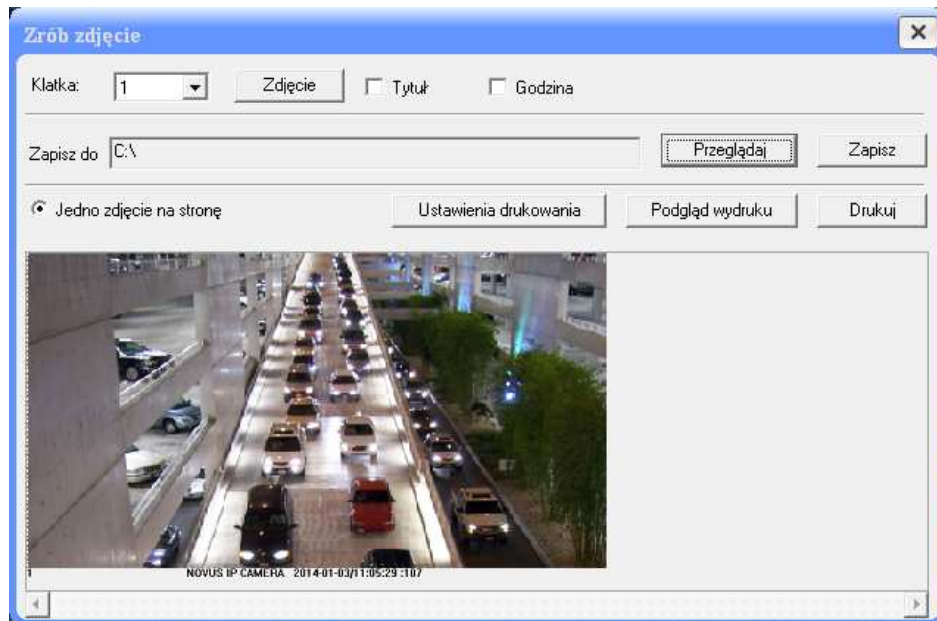 Zrób zdjęcie
Klatka: 1 Zdjęcie Tytuł Godzina
Zapisz do C:\ Przeglądaj Zapisz
Jedno zdjęcie na stronę Ustawienia drukowania Podgląd wydruku Drukuj
1 NOVUS IP CAMERA 2014-01-03/11:05:29 :107